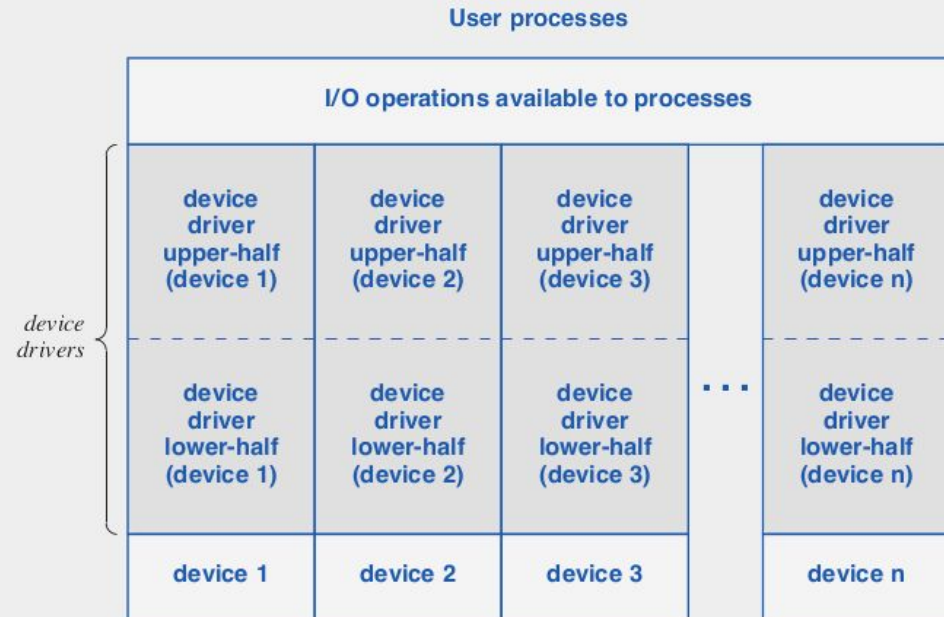 User processes
I/O operations available to processes
device
driver
upper-half
(device 1)
device
driver
upper-half
(device 2)
device
driver
upper-half
(device 3)
device
driver
upper-half
(device n)
device
drivers
device
driver
lower-half
(device 1)
device
driver
lower-half
(device 2)
device
driver
lower-half
(device 3)
. . .
device
driver
lower-half
(device n)
device 1
device 2
device 3
device n